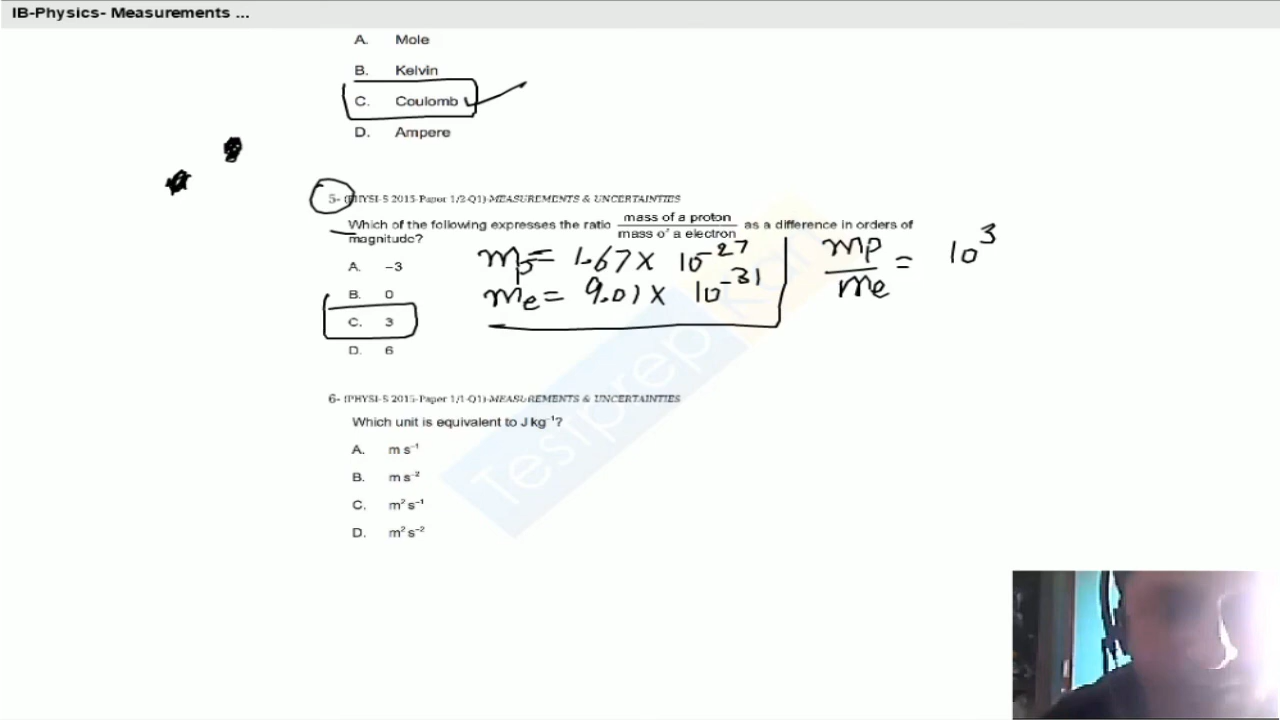 IB-Physics- Measurements ...
A. Mole
B. Kelvin
C. Coulomb
D. Ampere
5- (PHYSI-S 2015-Paper 1/2-Q1)-MEASUREMENTS & UNCERTAINTIES
Which of the following expresses the ratio mass of a proton / mass of a electron as a difference in orders of
magnitude?
A. −3
B. 0
C. 3
D. 6
mp = 1.67 × 10⁻²⁷
me = 9.01 × 10⁻³¹
mp / me = 10³
6- (PHYSI-S 2015-Paper 1/1-Q1)-MEASUREMENTS & UNCERTAINTIES
Which unit is equivalent to J kg⁻¹?
A. m s⁻¹
B. m s⁻²
C. m² s⁻¹
D. m² s⁻²
Testprep Kart